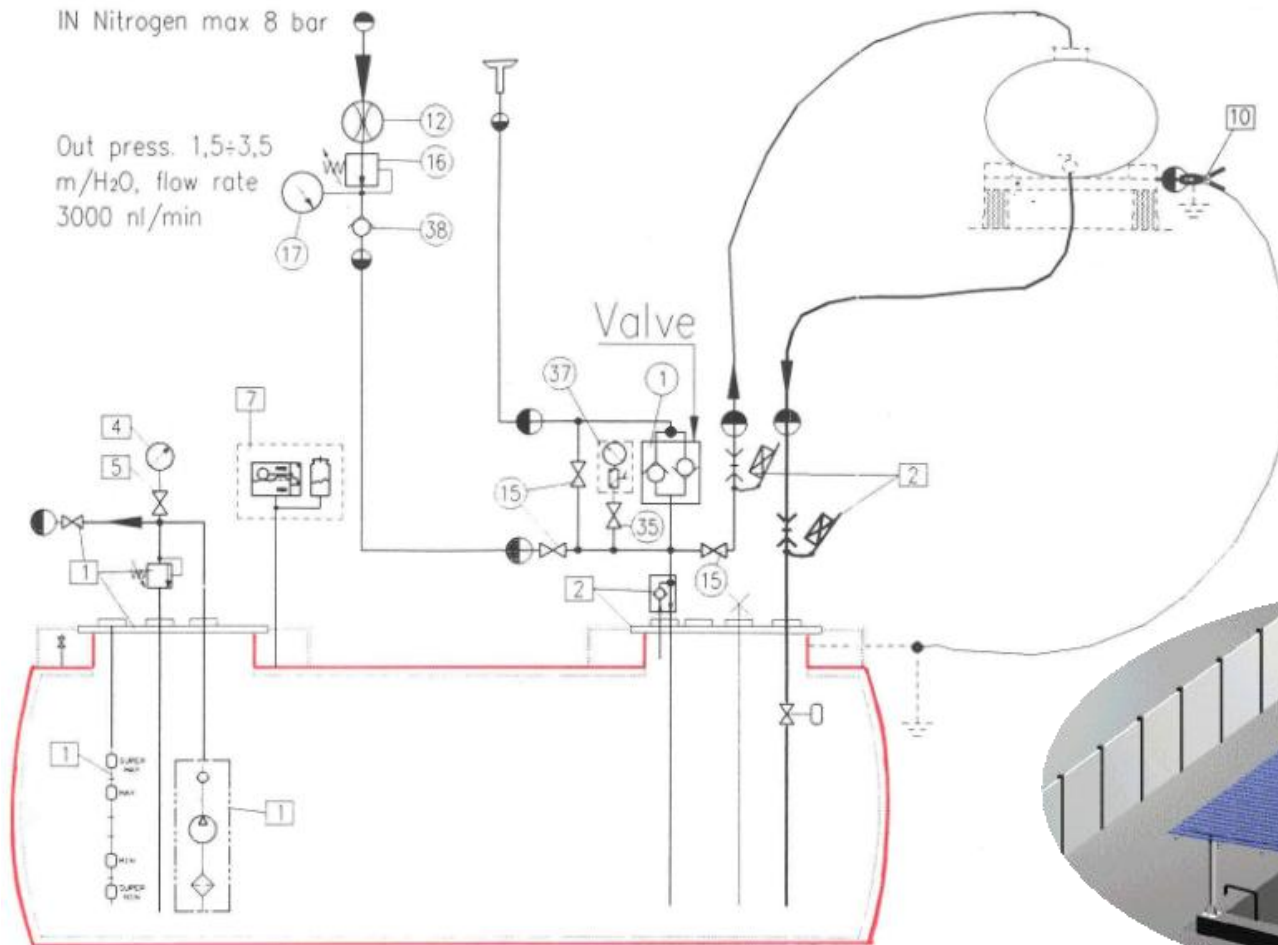 IN Nitrogen max 8 bar
12
Out press. 1,5÷3,5
m/H2O, flow rate
3000 nl/min
16
17
38
10
Valve
37
1
7
4
5
15
35
2
1
2
15
1
SUPER
MAX
MAX
1
MIN
SUPER
MIN